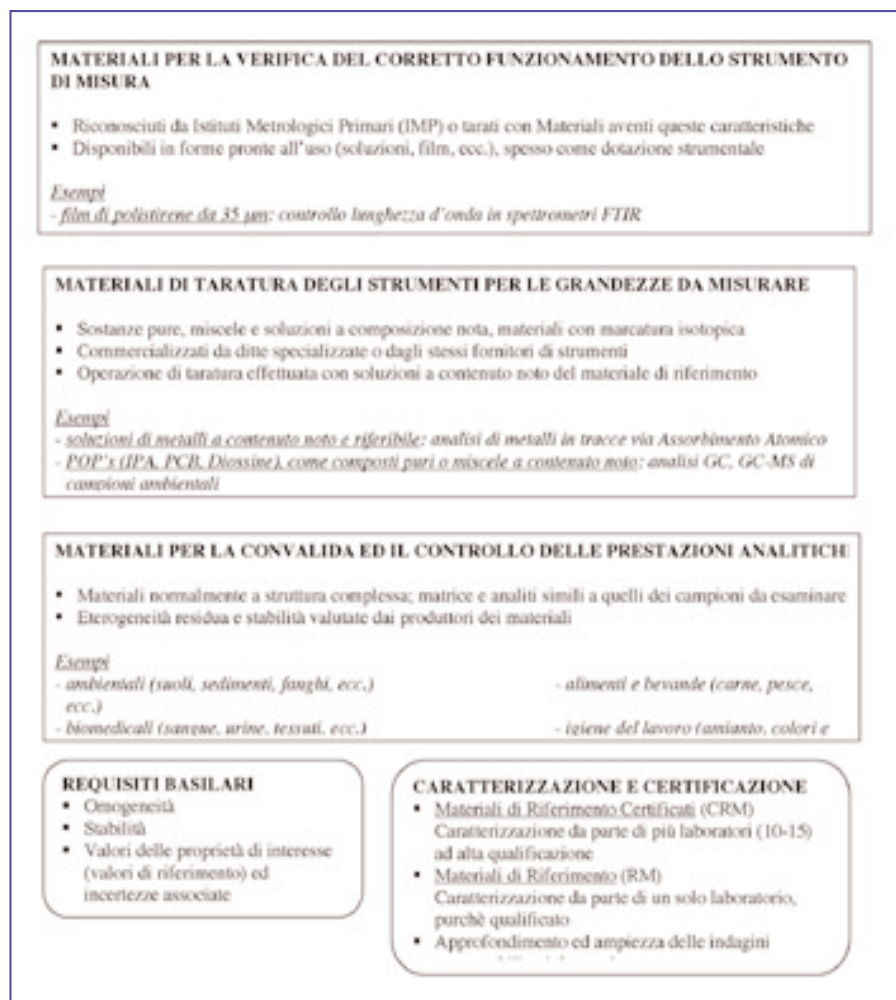 MATERIALI PER LA VERIFICA DEL CORRETTO FUNZIONAMENTO DELLO STRUMENTO
DI MISURA
▪ Riconosciuti da Istituti Metrologici Primari (IMP) o tarati con Materiali aventi queste caratteristiche
▪ Disponibili in forme pronte all'uso (soluzioni, film, ecc.), spesso come dotazione strumentale
Esempi
- film di polistirene da 35 µm: controllo lunghezza d'onda in spettrometri FTIR
MATERIALI DI TARATURA DEGLI STRUMENTI PER LE GRANDEZZE DA MISURARE
▪ Sostanze pure, miscele e soluzioni a composizione nota, materiali con marcatura isotopica
▪ Commercializzati da ditte specializzate o dagli stessi fornitori di strumenti
▪ Operazione di taratura effettuata con soluzioni a contenuto noto del materiale di riferimento
Esempi
- soluzioni di metalli a contenuto noto e riferibile: analisi di metalli in tracce via Assorbimento Atomico
- POP's (IPA, PCB, Diossine), come composti puri o miscele a contenuto noto: analisi GC, GC-MS di
campioni ambientali
MATERIALI PER LA CONVALIDA ED IL CONTROLLO DELLE PRESTAZIONI ANALITICH
▪ Materiali normalmente a struttura complessa; matrice e analiti simili a quelli dei campioni da esaminare
▪ Eterogeneità residua e stabilità valutate dai produttori dei materiali
Esempi
- ambientali (suoli, sedimenti, fanghi, ecc.) - alimenti e bevande (carne, pesce,
ecc.)
- biomedicali (sangue, urine, tessuti, ecc.) - igiene del lavoro (amianto, colori e
REQUISITI BASILARI
▪ Omogeneità
▪ Stabilità
▪ Valori delle proprietà di interesse
(valori di riferimento) ed
incertezze associate
CARATTERIZZAZIONE E CERTIFICAZIONE
▪ Materiali di Riferimento Certificati (CRM)
Caratterizzazione da parte di più laboratori (10-15)
ad alta qualificazione
▪ Materiali di Riferimento (RM)
Caratterizzazione da parte di un solo laboratorio,
purchè qualificato
▪ Approfondimento ed ampiezza delle indagini